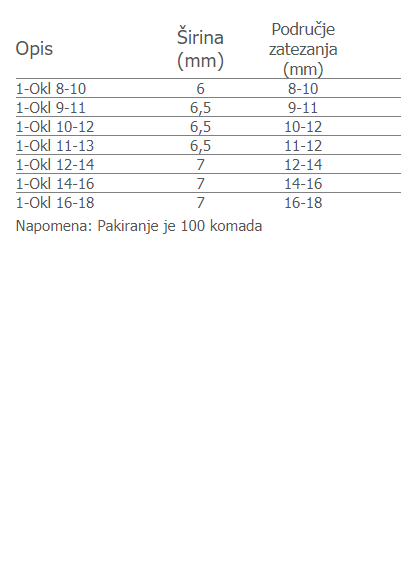 Opis Širina (mm) Područje zatezanja (mm)
1-Okl 8-10 6 8-10
1-Okl 9-11 6,5 9-11
1-Okl 10-12 6,5 10-12
1-Okl 11-13 6,5 11-12
1-Okl 12-14 7 12-14
1-Okl 14-16 7 14-16
1-Okl 16-18 7 16-18
Napomena: Pakiranje je 100 komada